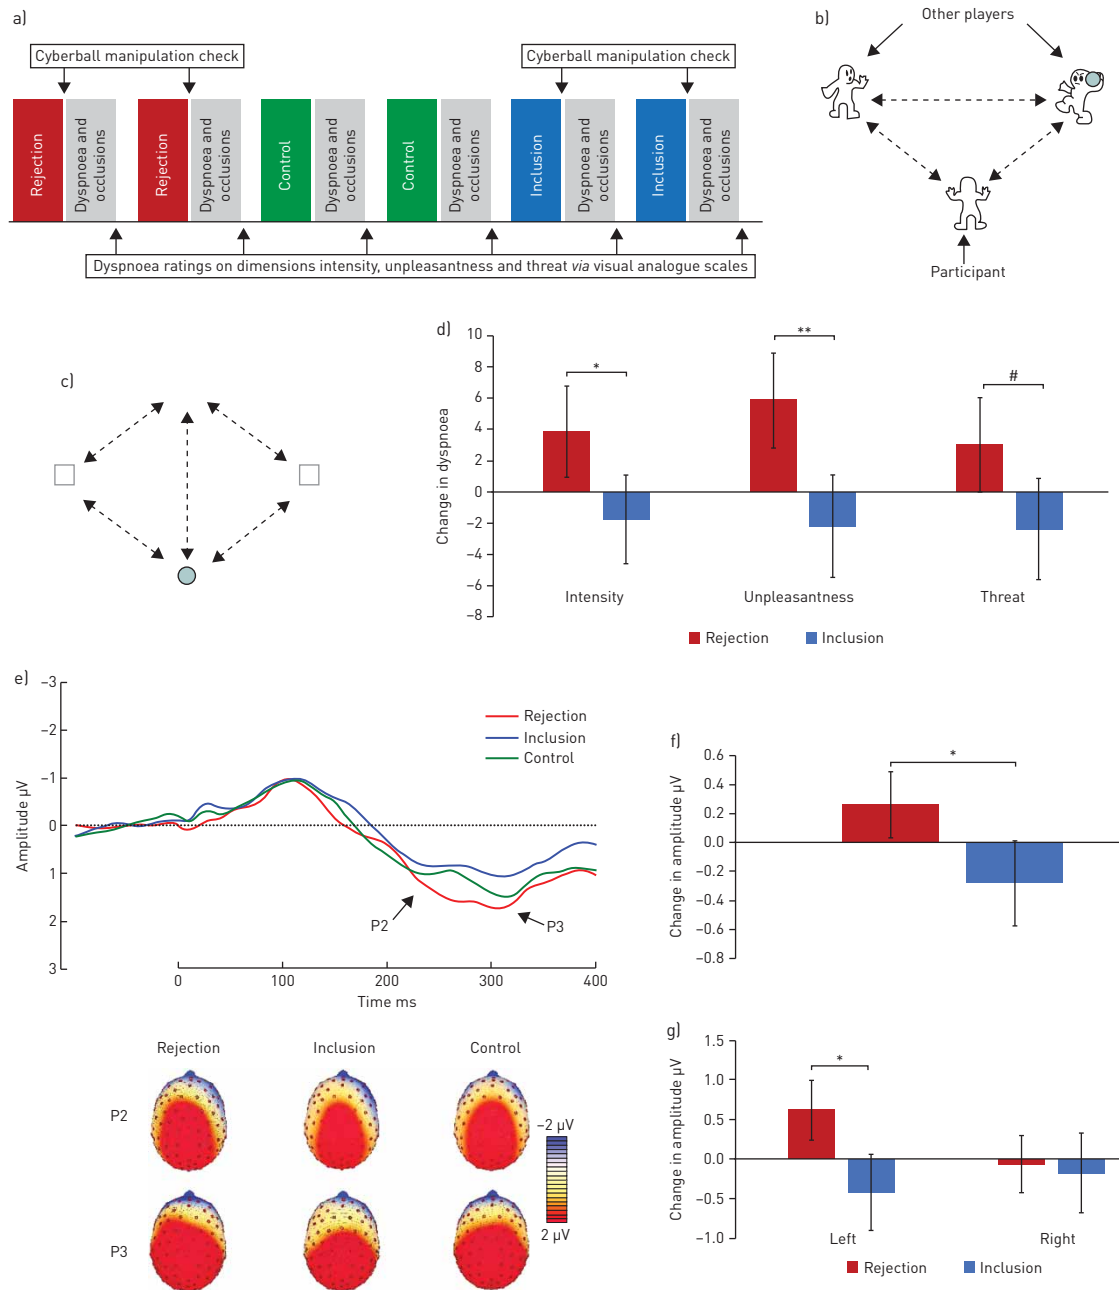 a)
Cyberball manipulation check
Cyberball manipulation check
Rejection
Dyspnoea and
occlusions
Rejection
Dyspnoea and
occlusions
Control
Dyspnoea and
occlusions
Control
Dyspnoea and
occlusions
Inclusion
Dyspnoea and
occlusions
Inclusion
Dyspnoea and
occlusions
Dyspnoea ratings on dimensions intensity, unpleasantness and threat via visual analogue scales
b)
Other players
Participant
c)
d)
Change in dyspnoea
10
8
6
4
2
0
−2
−4
−6
−8
*
**
#
Intensity
Unpleasantness
Threat
Rejection
Inclusion
e)
Amplitude µV
−3
−2
−1
0
1
2
3
Rejection
Inclusion
Control
P2
P3
0
100
200
300
400
Time ms
Rejection
Inclusion
Control
P2
P3
−2 µV
2 µV
f)
Change in amplitude µV
0.6
0.4
0.2
0.0
−0.2
−0.4
−0.6
−0.8
*
g)
Change in amplitude µV
1.5
1.0
0.5
0.0
−0.5
−1.0
*
Left
Right
Rejection
Inclusion